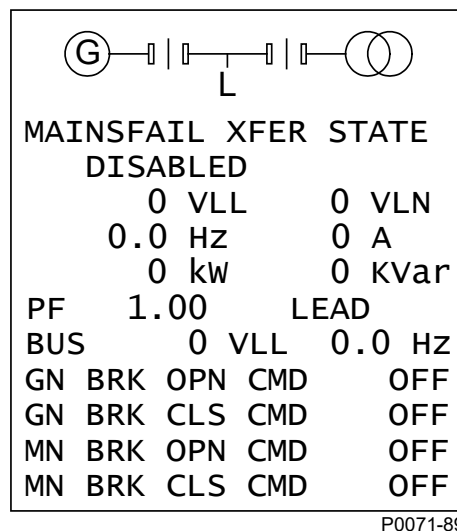 G
L
MAINSFAIL XFER STATE
DISABLED
0 VLL 0 VLN
0.0 Hz 0 A
0 kW 0 KVar
PF 1.00 LEAD
BUS 0 VLL 0.0 Hz
GN BRK OPN CMD OFF
GN BRK CLS CMD OFF
MN BRK OPN CMD OFF
MN BRK CLS CMD OFF
P0071-89